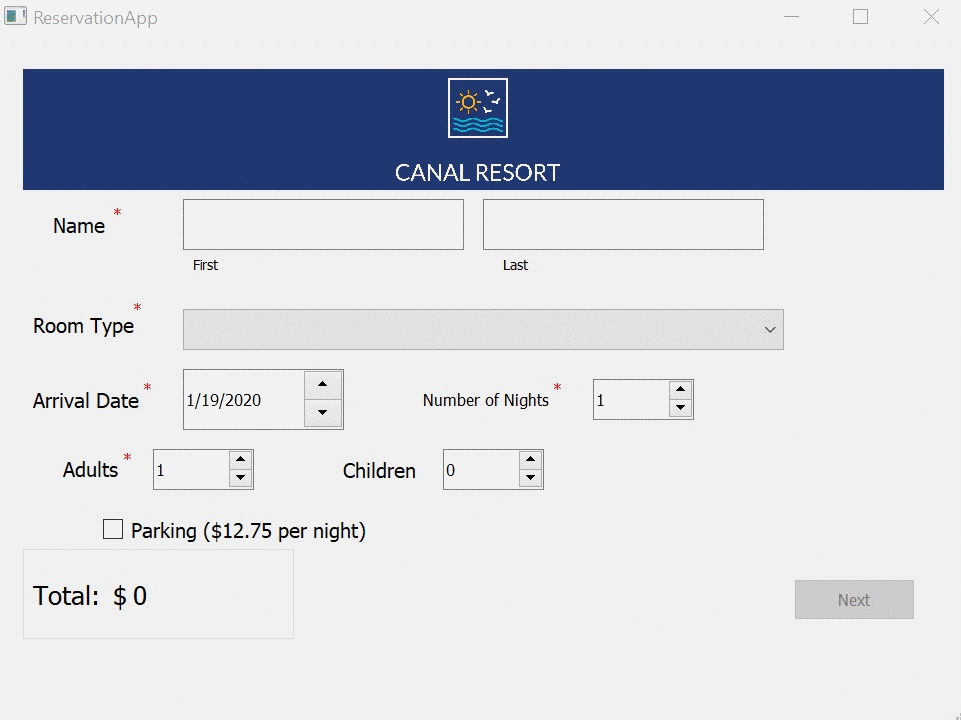 ReservationApp
CANAL RESORT
Name *
First Last
Room Type *
Arrival Date * 1/19/2020 Number of Nights * 1
Adults * 1 Children 0
Parking ($12.75 per night)
Total: $ 0
Next